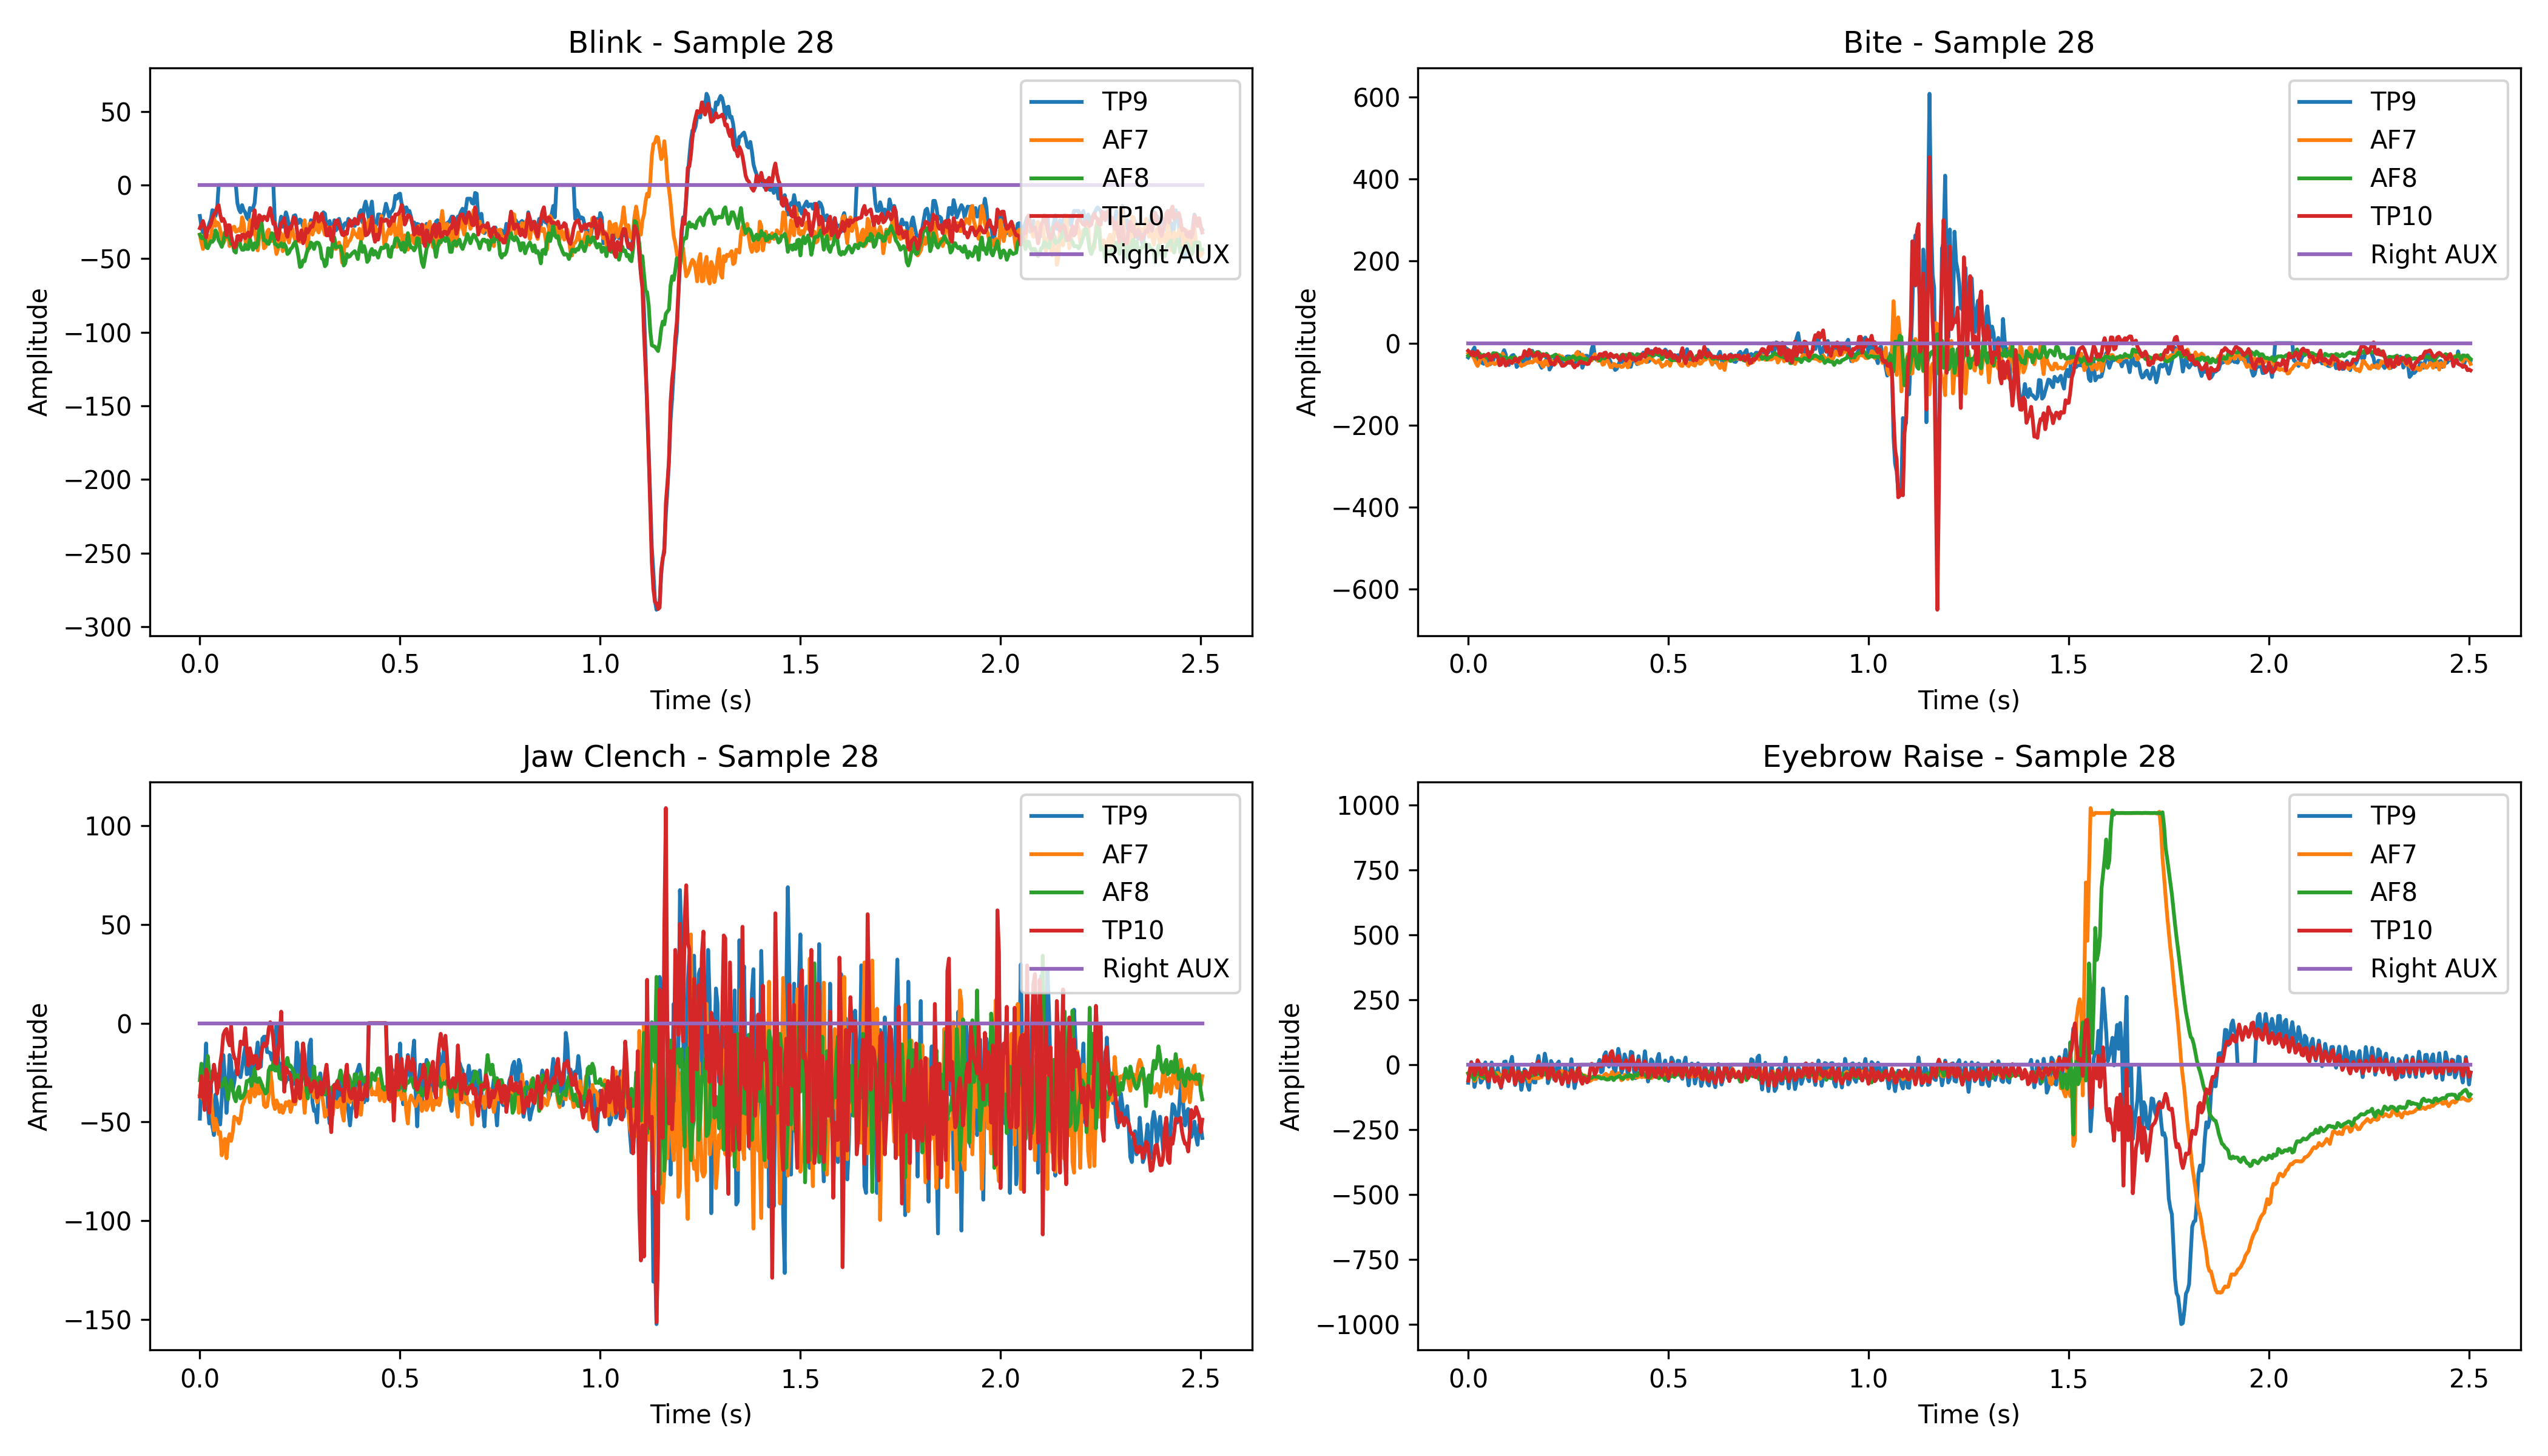 Blink - Sample 28
Amplitude
50
0
−50
−100
−150
−200
−250
−300
TP9
AF7
AF8
TP10
Right AUX
0.0 0.5 1.0 1.5 2.0 2.5
Time (s)
Bite - Sample 28
Amplitude
600
400
200
0
−200
−400
−600
TP9
AF7
AF8
TP10
Right AUX
0.0 0.5 1.0 1.5 2.0 2.5
Time (s)
Jaw Clench - Sample 28
Amplitude
100
50
0
−50
−100
−150
TP9
AF7
AF8
TP10
Right AUX
0.0 0.5 1.0 1.5 2.0 2.5
Time (s)
Eyebrow Raise - Sample 28
Amplitude
1000
750
500
250
0
−250
−500
−750
−1000
TP9
AF7
AF8
TP10
Right AUX
0.0 0.5 1.0 1.5 2.0 2.5
Time (s)